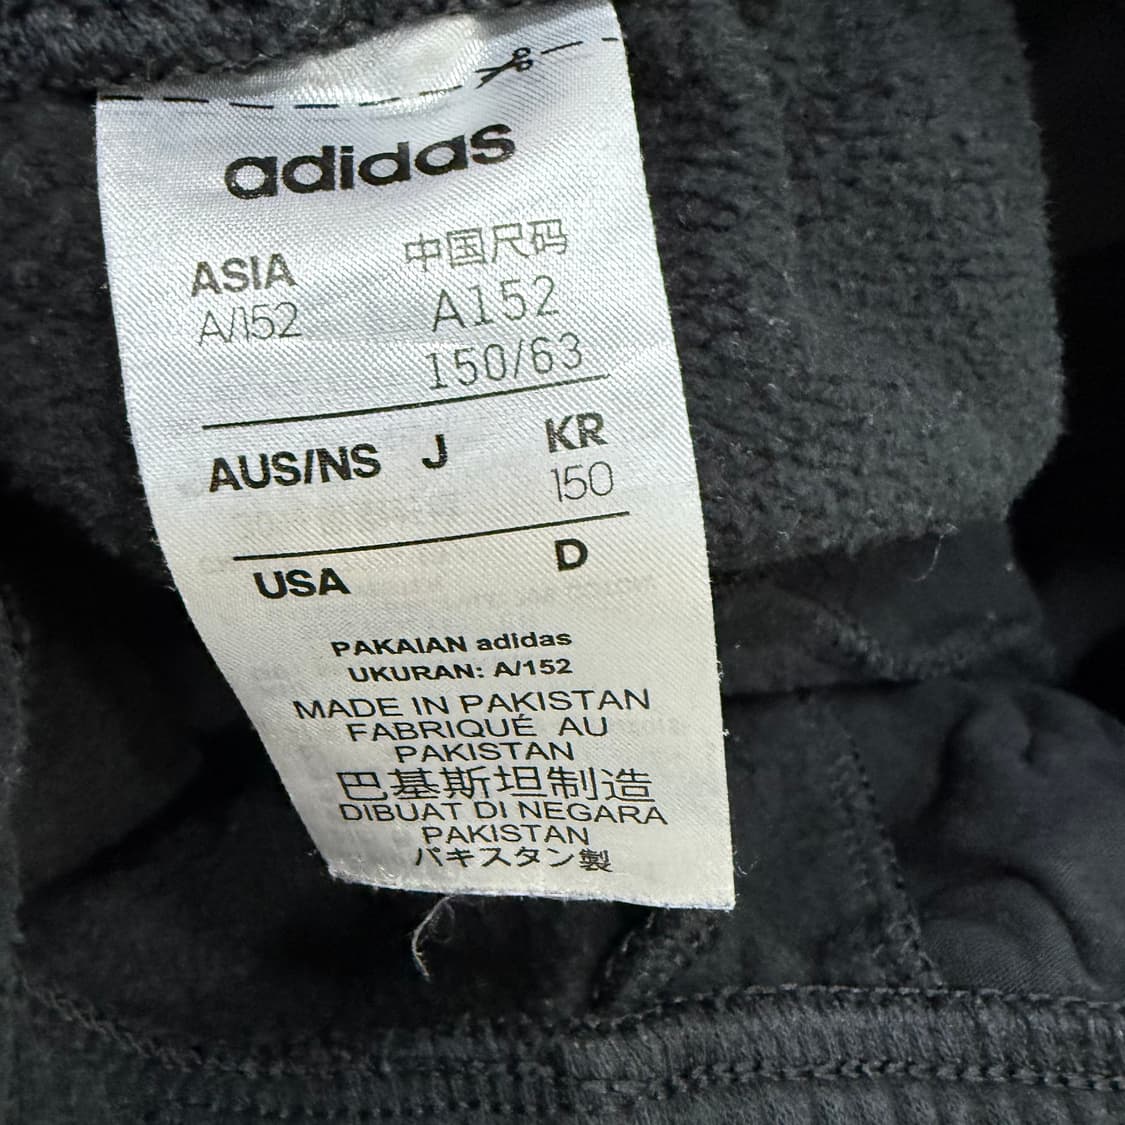 adidas
ASIA 中国尺码
A/152 A152
150/63
AUS/NS J KR
150
USA D
PAKAIAN adidas
UKURAN: A/152
MADE IN PAKISTAN
FABRIQUÉ AU
PAKISTAN
巴基斯坦制造
DIBUAT DI NEGARA
PAKISTAN
パキスタン製